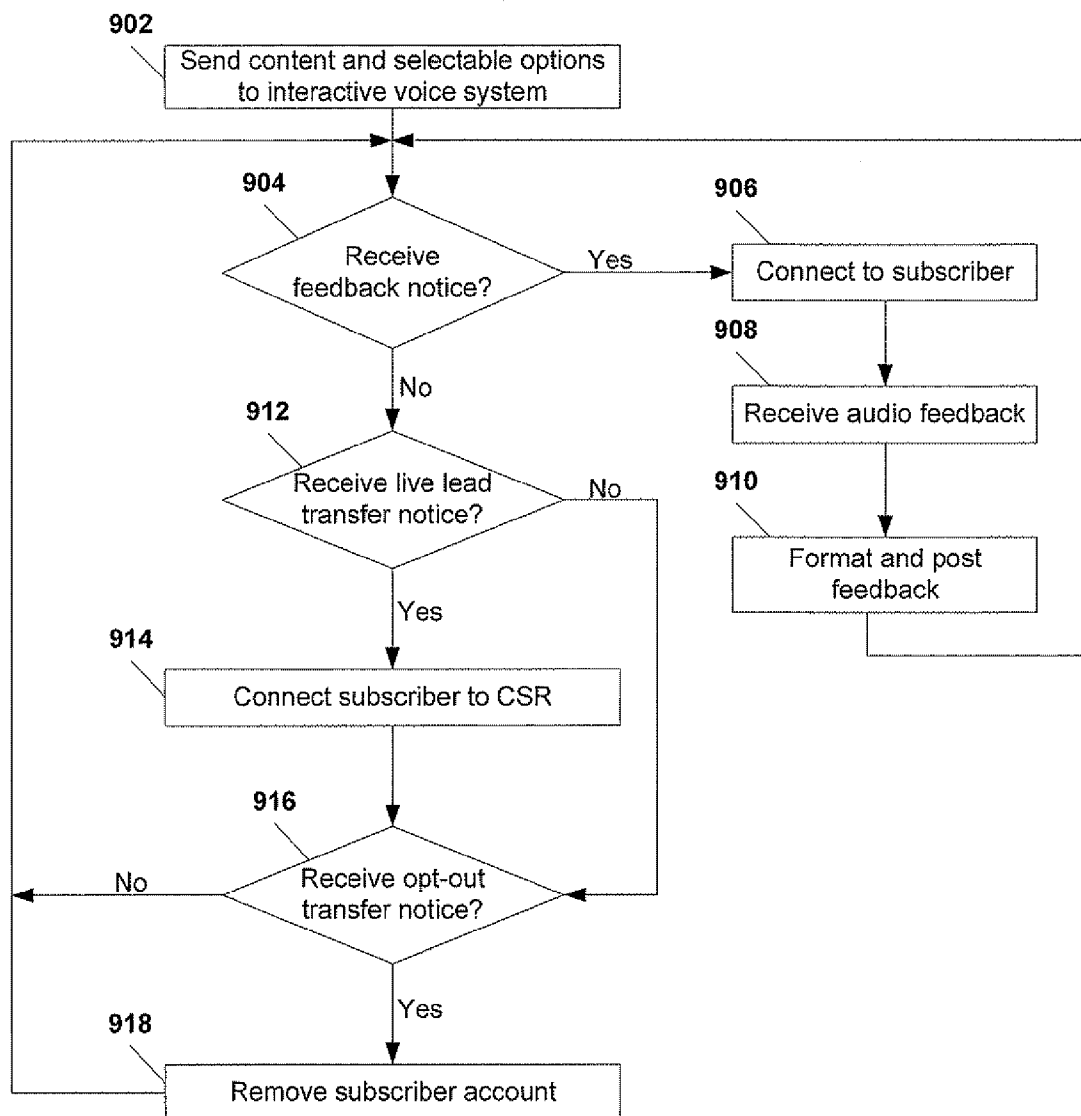 902
Send content and selectable options
to interactive voice system
904
Receive
feedback notice?
Yes
906
Connect to subscriber
908
Receive audio feedback
910
Format and post
feedback
No
912
Receive live lead
transfer notice?
No
Yes
914
Connect subscriber to CSR
916
Receive opt-out
transfer notice?
No
Yes
918
Remove subscriber account